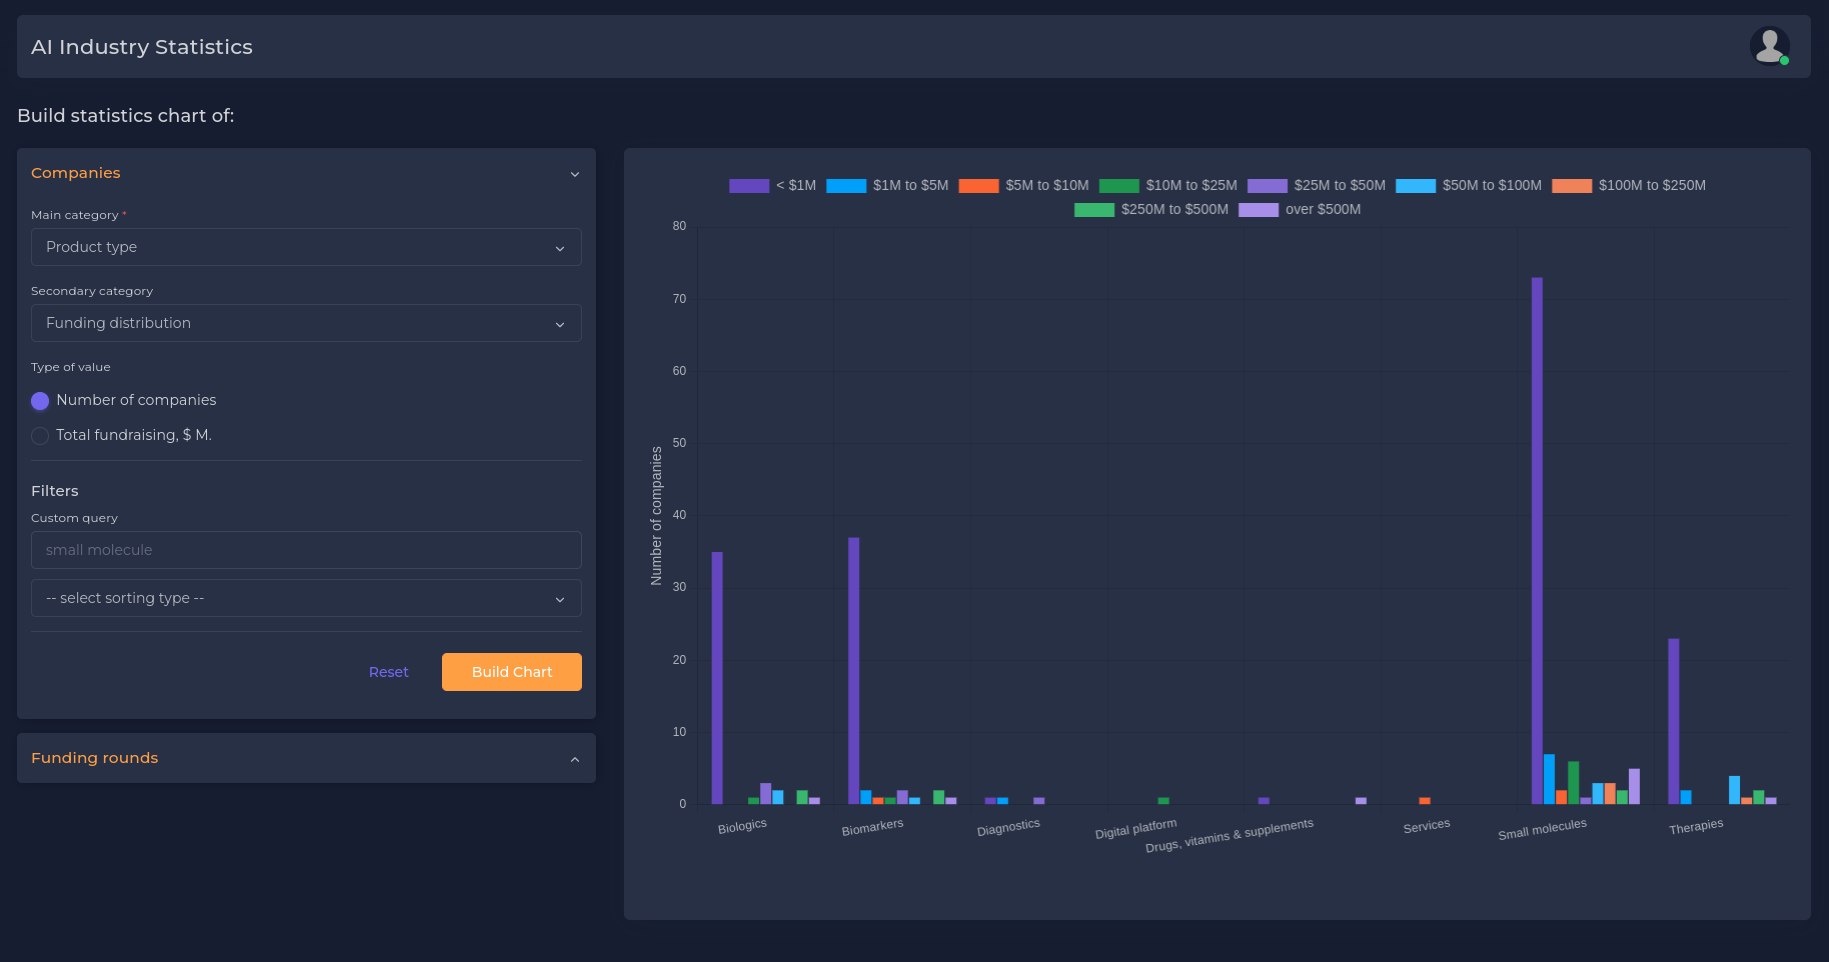 AI Industry Statistics
Build statistics chart of:
Companies
Main category *
Product type
Secondary category
Funding distribution
Type of value
Number of companies
Total fundraising, $ M.
Filters
Custom query
small molecule
-- select sorting type --
Reset
Build Chart
Funding rounds
< $1M
$1M to $5M
$5M to $10M
$10M to $25M
$25M to $50M
$50M to $100M
$100M to $250M
$250M to $500M
over $500M
Number of companies
80
70
60
50
40
30
20
10
0
Biologics
Biomarkers
Diagnostics
Digital platform
Drugs, vitamins & supplements
Services
Small molecules
Therapies